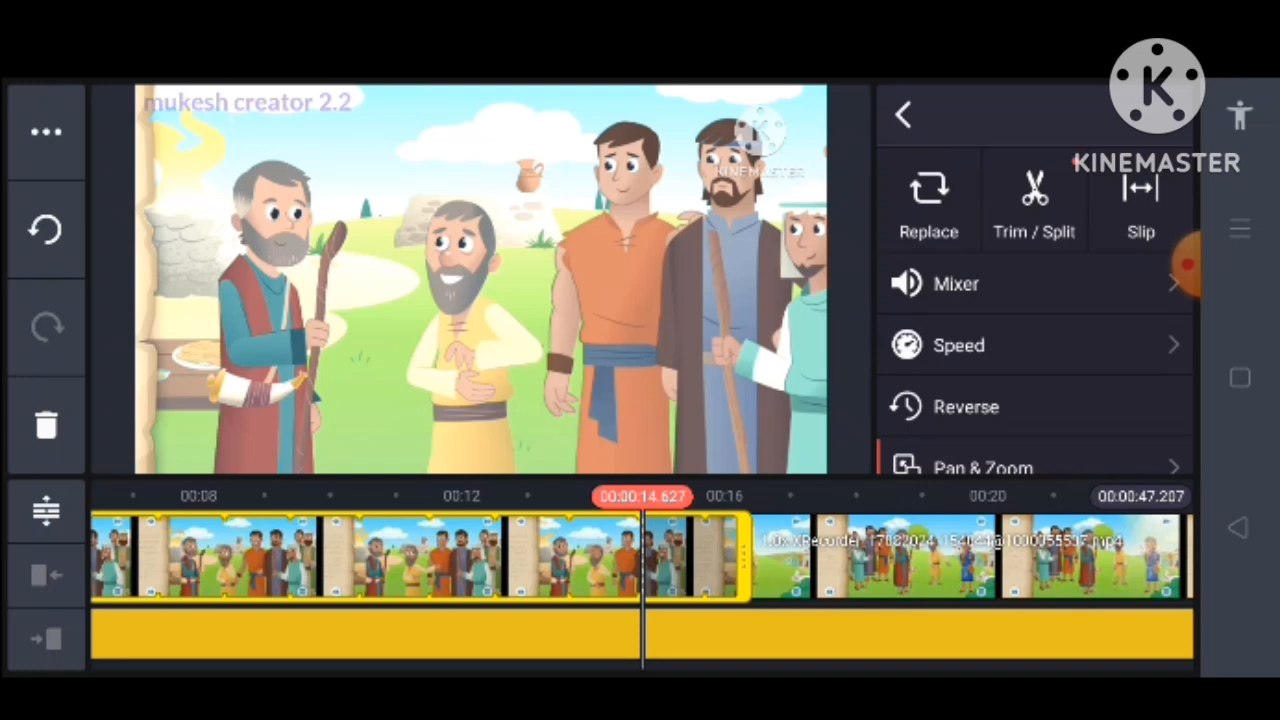 mukesh creator 2.2
KINEMASTER
KINEMASTER
Replace
Trim / Split
Slip
Mixer
Speed
Reverse
Pan & Zoom
00:08
00:12
00:00:14.627
00:16
00:20
00:00:47.207